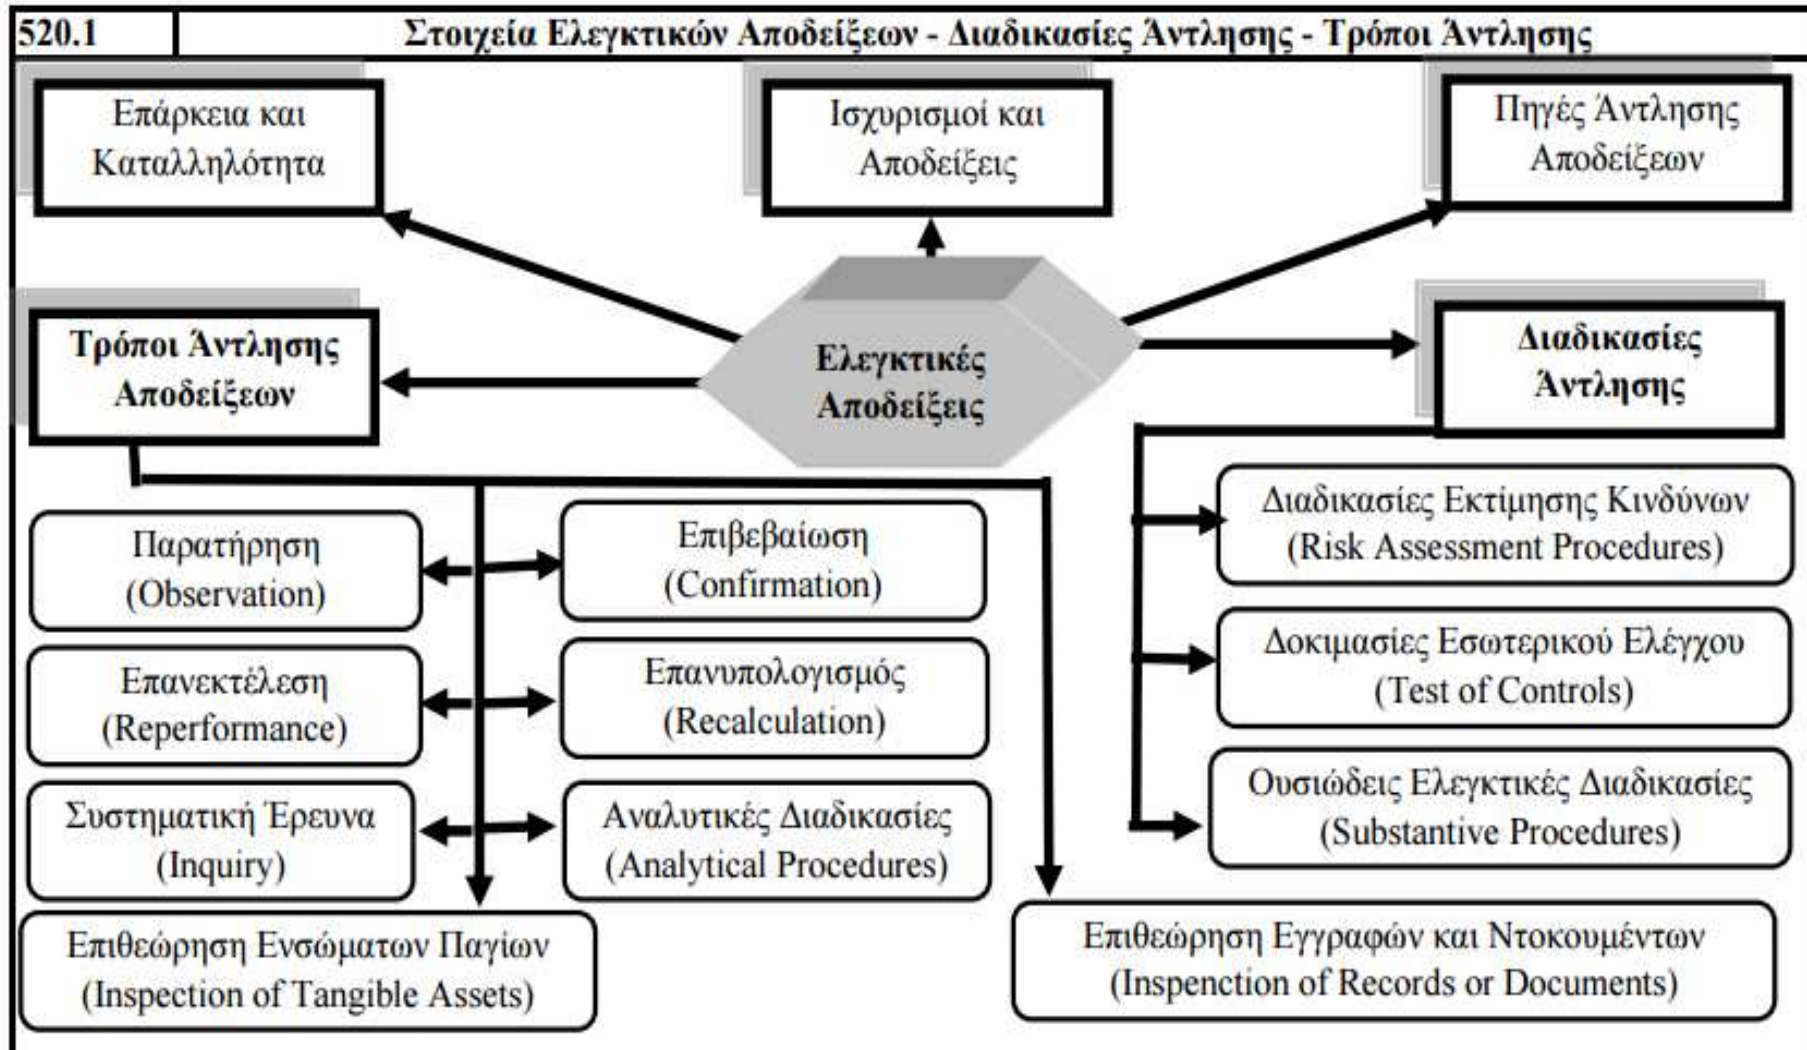 520.1
Στοιχεία Ελεγκτικών Αποδείξεων - Διαδικασίες Άντλησης - Τρόποι Άντλησης
Επάρκεια και
Καταλληλότητα
Ισχυρισμοί και
Αποδείξεις
Πηγές Άντλησης
Αποδείξεων
Τρόποι Άντλησης
Αποδείξεων
Ελεγκτικές
Αποδείξεις
Διαδικασίες
Άντλησης
Παρατήρηση
(Observation)
Επιβεβαίωση
(Confirmation)
Επανεκτέλεση
(Reperformance)
Επανυπολογισμός
(Recalculation)
Συστηματική Έρευνα
(Inquiry)
Αναλυτικές Διαδικασίες
(Analytical Procedures)
Επιθεώρηση Ενσώματων Παγίων
(Inspection of Tangible Assets)
Επιθεώρηση Εγγραφών και Ντοκουμέντων
(Inspenction of Records or Documents)
Διαδικασίες Εκτίμησης Κινδύνων
(Risk Assessment Procedures)
Δοκιμασίες Εσωτερικού Ελέγχου
(Test of Controls)
Ουσιώδεις Ελεγκτικές Διαδικασίες
(Substantive Procedures)